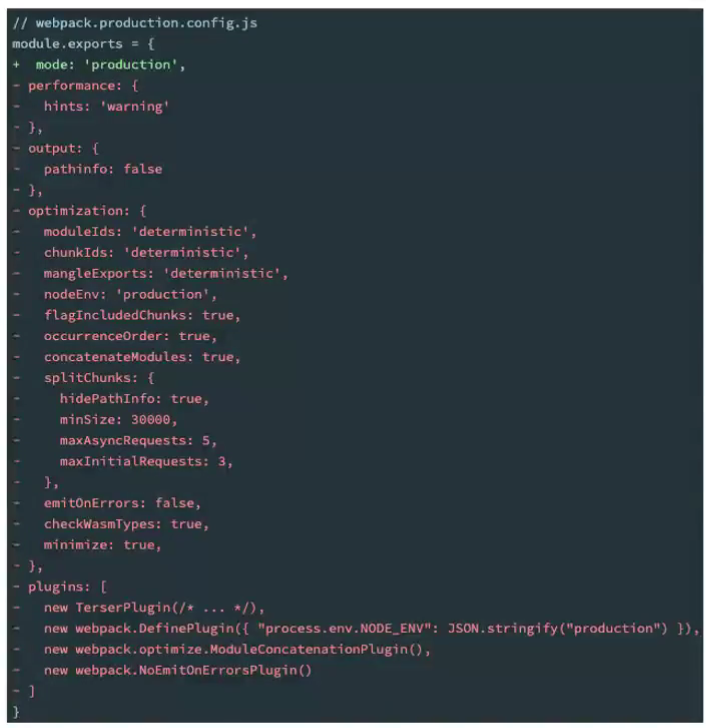 // webpack.production.config.js
module.exports = {
+  mode: 'production',
- performance: {
-   hints: 'warning'
- },
- output: {
-   pathinfo: false
- },
- optimization: {
-   moduleIds: 'deterministic',
-   chunkIds: 'deterministic',
-   mangleExports: 'deterministic',
-   nodeEnv: 'production',
-   flagIncludedChunks: true,
-   occurrenceOrder: true,
-   concatenateModules: true,
-   splitChunks: {
-     hidePathInfo: true,
-     minSize: 30000,
-     maxAsyncRequests: 5,
-     maxInitialRequests: 3,
-   },
-   emitOnErrors: false,
-   checkWasmTypes: true,
-   minimize: true,
- },
- plugins: [
-   new TerserPlugin(/* ... */),
-   new webpack.DefinePlugin({ "process.env.NODE_ENV": JSON.stringify("production") }),
-   new webpack.optimize.ModuleConcatenationPlugin(),
-   new webpack.NoEmitOnErrorsPlugin()
- ]
}